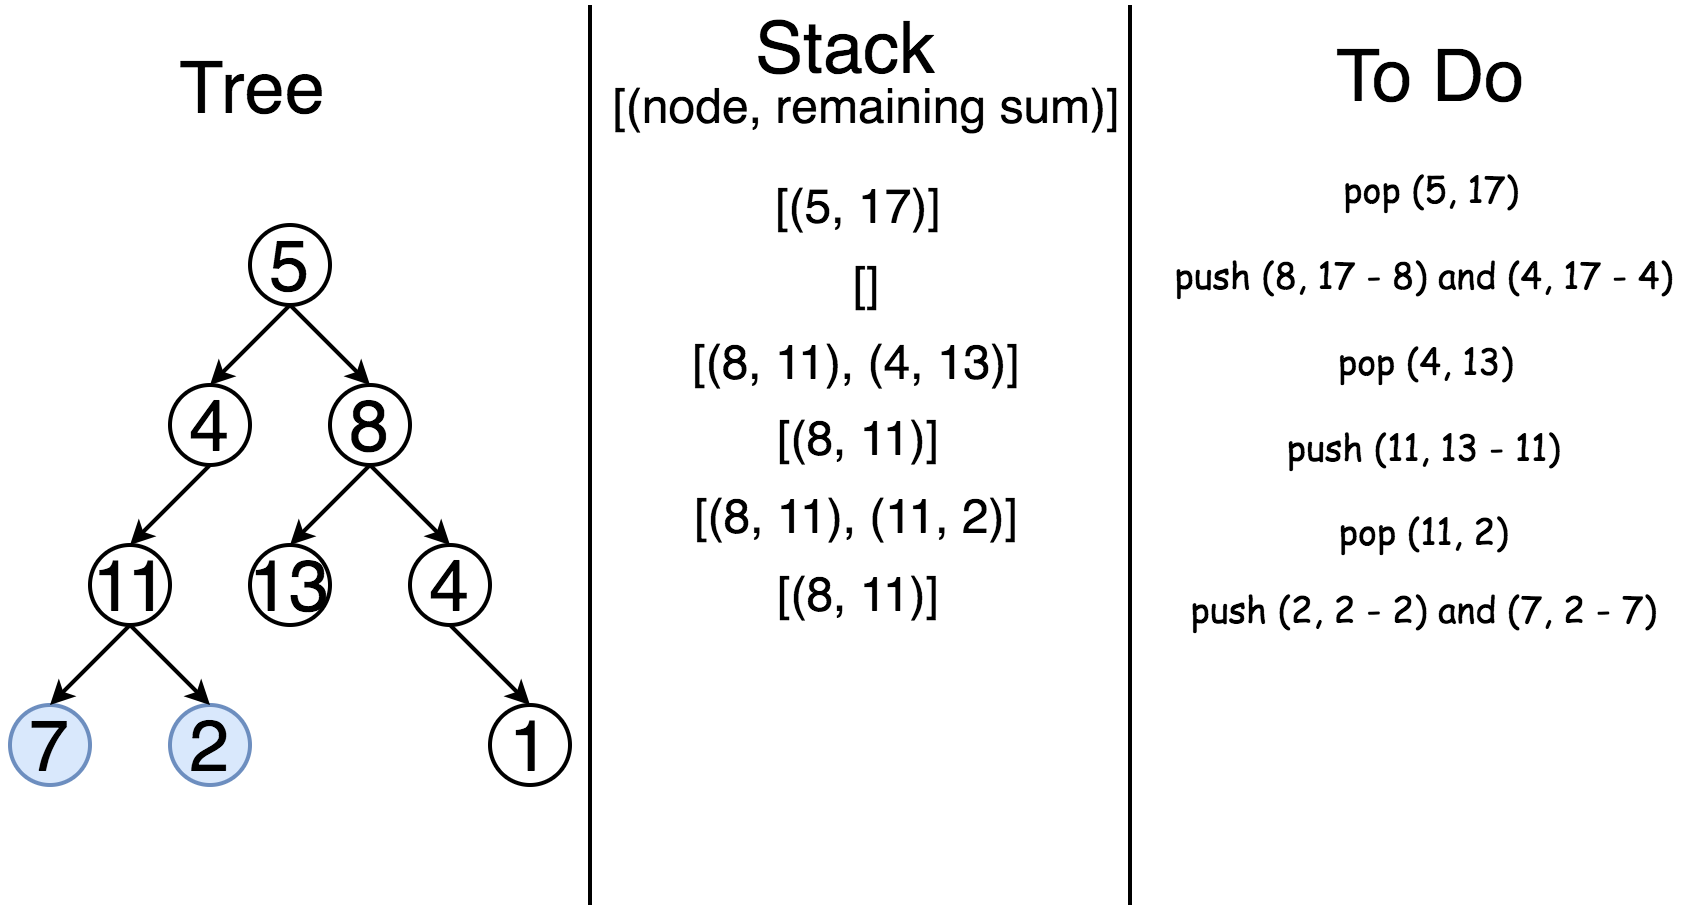 Tree
5
4 8
11 13 4
7 2 1
Stack
[(node, remaining sum)]
[(5, 17)]
[]
[(8, 11), (4, 13)]
[(8, 11)]
[(8, 11), (11, 2)]
[(8, 11)]
To Do
pop (5, 17)
push (8, 17 - 8) and (4, 17 - 4)
pop (4, 13)
push (11, 13 - 11)
pop (11, 2)
push (2, 2 - 2) and (7, 2 - 7)